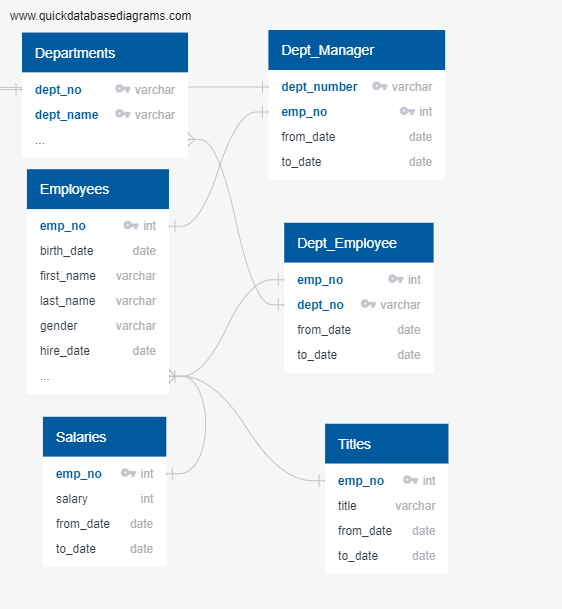 www.quickdatabasediagrams.com
Departments
dept_no varchar
dept_name varchar
...
Dept_Manager
dept_number varchar
emp_no int
from_date date
to_date date
Employees
emp_no int
birth_date date
first_name varchar
last_name varchar
gender varchar
hire_date date
...
Dept_Employee
emp_no int
dept_no varchar
from_date date
to_date date
Salaries
emp_no int
salary int
from_date date
to_date date
Titles
emp_no int
title varchar
from_date date
to_date date